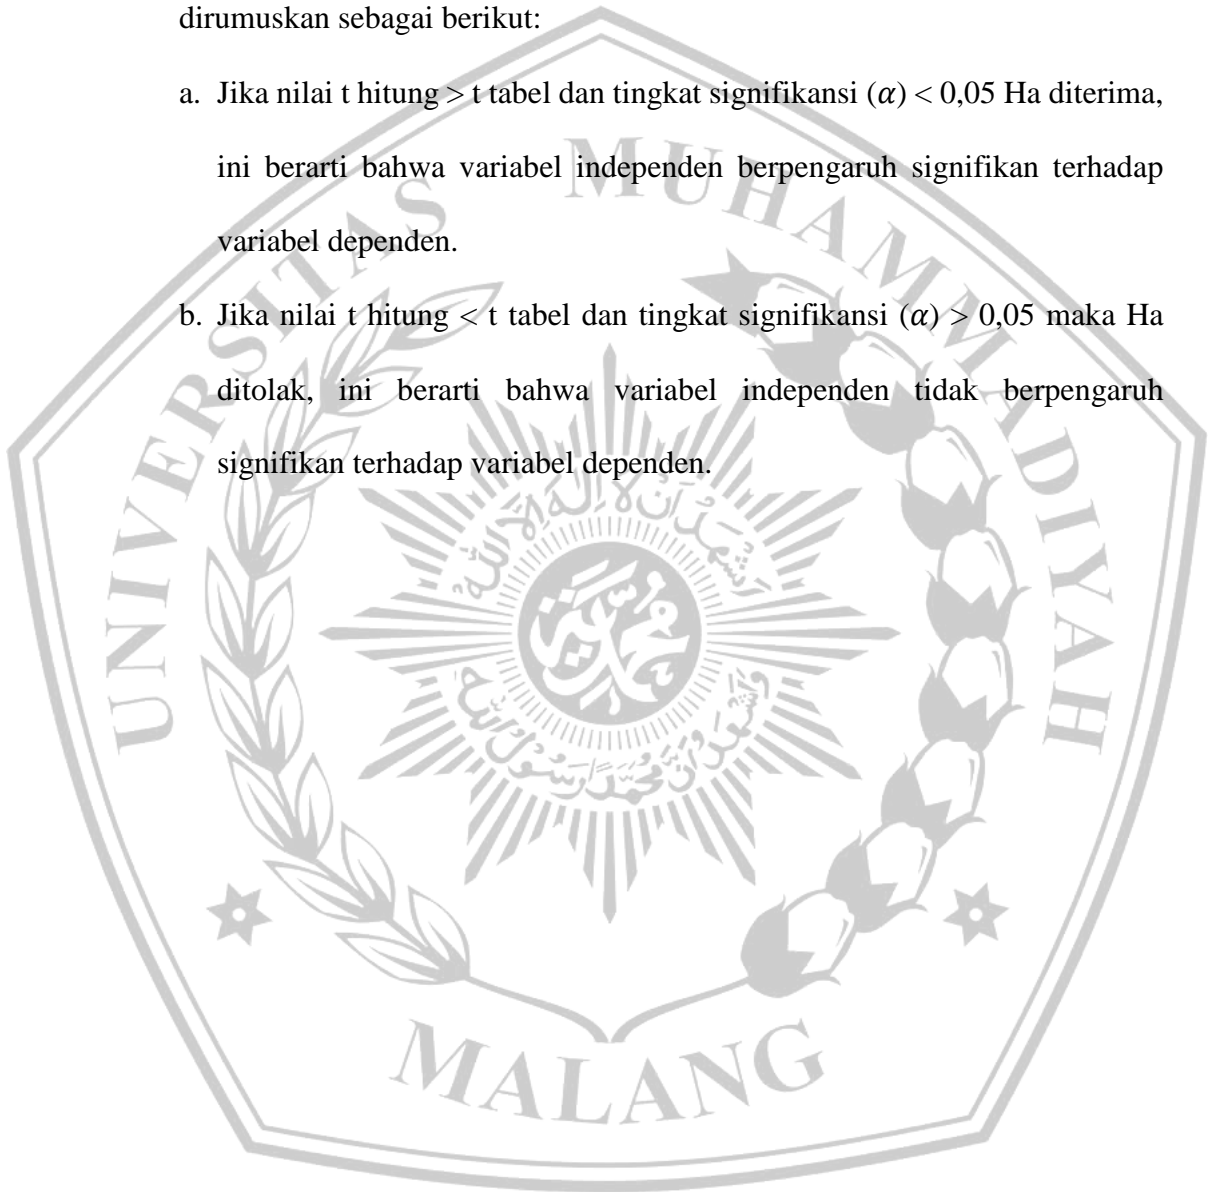 dirumuskan sebagai berikut:
a. Jika nilai t hitung > t tabel dan tingkat signifikansi (𝛼) < 0,05 Ha diterima,
ini berarti bahwa variabel independen berpengaruh signifikan terhadap
variabel dependen.
b. Jika nilai t hitung < t tabel dan tingkat signifikansi (𝛼) > 0,05 maka Ha
ditolak, ini berarti bahwa variabel independen tidak berpengaruh
signifikan terhadap variabel dependen.
UNIVERSITAS MUHAMMADIYAH
MALANG